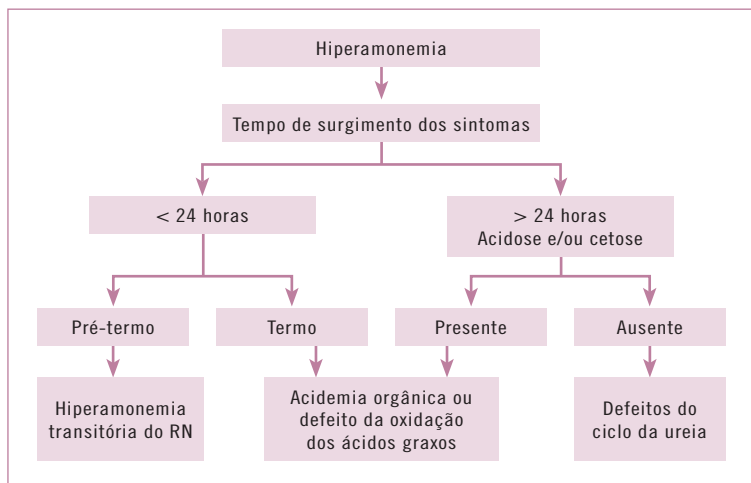 Hiperamonemia
Tempo de surgimento dos sintomas
< 24 horas
> 24 horas
Acidose e/ou cetose
Pré-termo
Termo
Presente
Ausente
Hiperamonemia
transitória do RN
Acidemia orgânica ou
defeito da oxidação
dos ácidos graxos
Defeitos do
ciclo da ureia